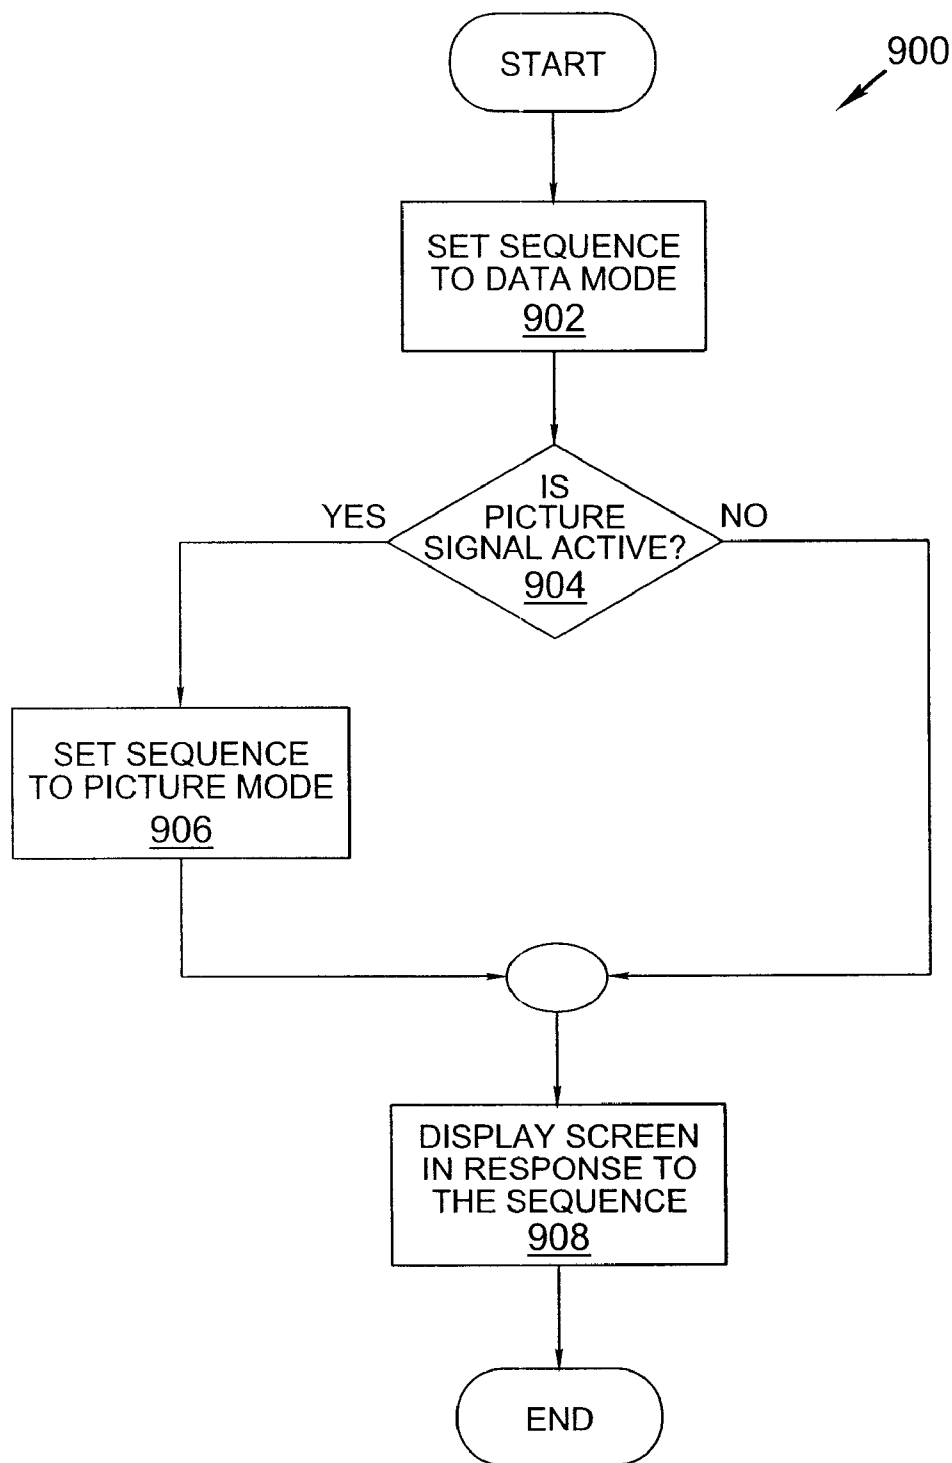 START
900
SET SEQUENCE
TO DATA MODE
902
IS
PICTURE
SIGNAL ACTIVE?
904
YES
NO
SET SEQUENCE
TO PICTURE MODE
906
DISPLAY SCREEN
IN RESPONSE TO
THE SEQUENCE
908
END